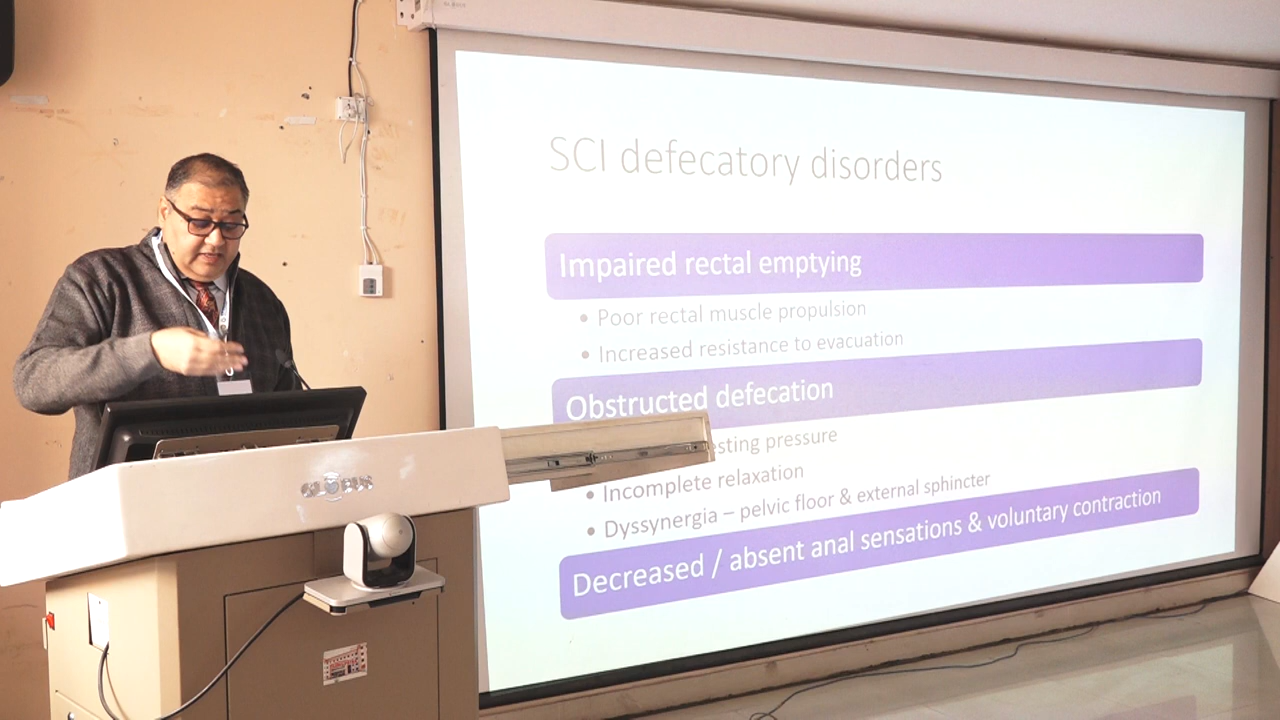 SCI defecatory disorders
Impaired rectal emptying
• Poor rectal muscle propulsion
• Increased resistance to evacuation
Obstructed defecation
pressure
• Incomplete relaxation
• Dyssynergia – pelvic floor & external sphincter
Decreased / absent anal sensations & voluntary contraction
GLOBUS